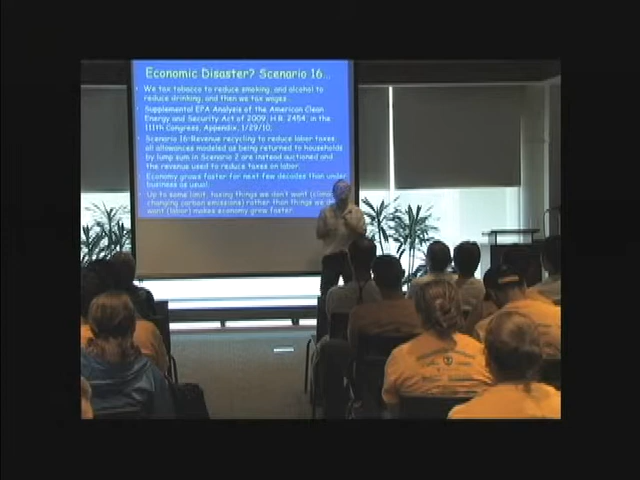 Economic Disaster? Scenario 16…
• We tax tobacco to reduce smoking, and alcohol to
reduce drinking, and then we tax wages…
• Supplemental EPA Analysis of the American Clean
Energy and Security Act of 2009, H.R. 2454, in the
111th Congress, Appendix, 1/29/10;
• Scenario 16-Revenue recycling to reduce labor taxes:
all allowances modeled as being returned to households
by lump sum in Scenario 2 are instead auctioned and
the revenue used to reduce taxes on labor.
• Economy grows faster for next few decades than under
business as usual.
• Up to some limit, taxing things we don't want
changing carbon emissions) rather than things we
want (labor) makes economy grow faster.